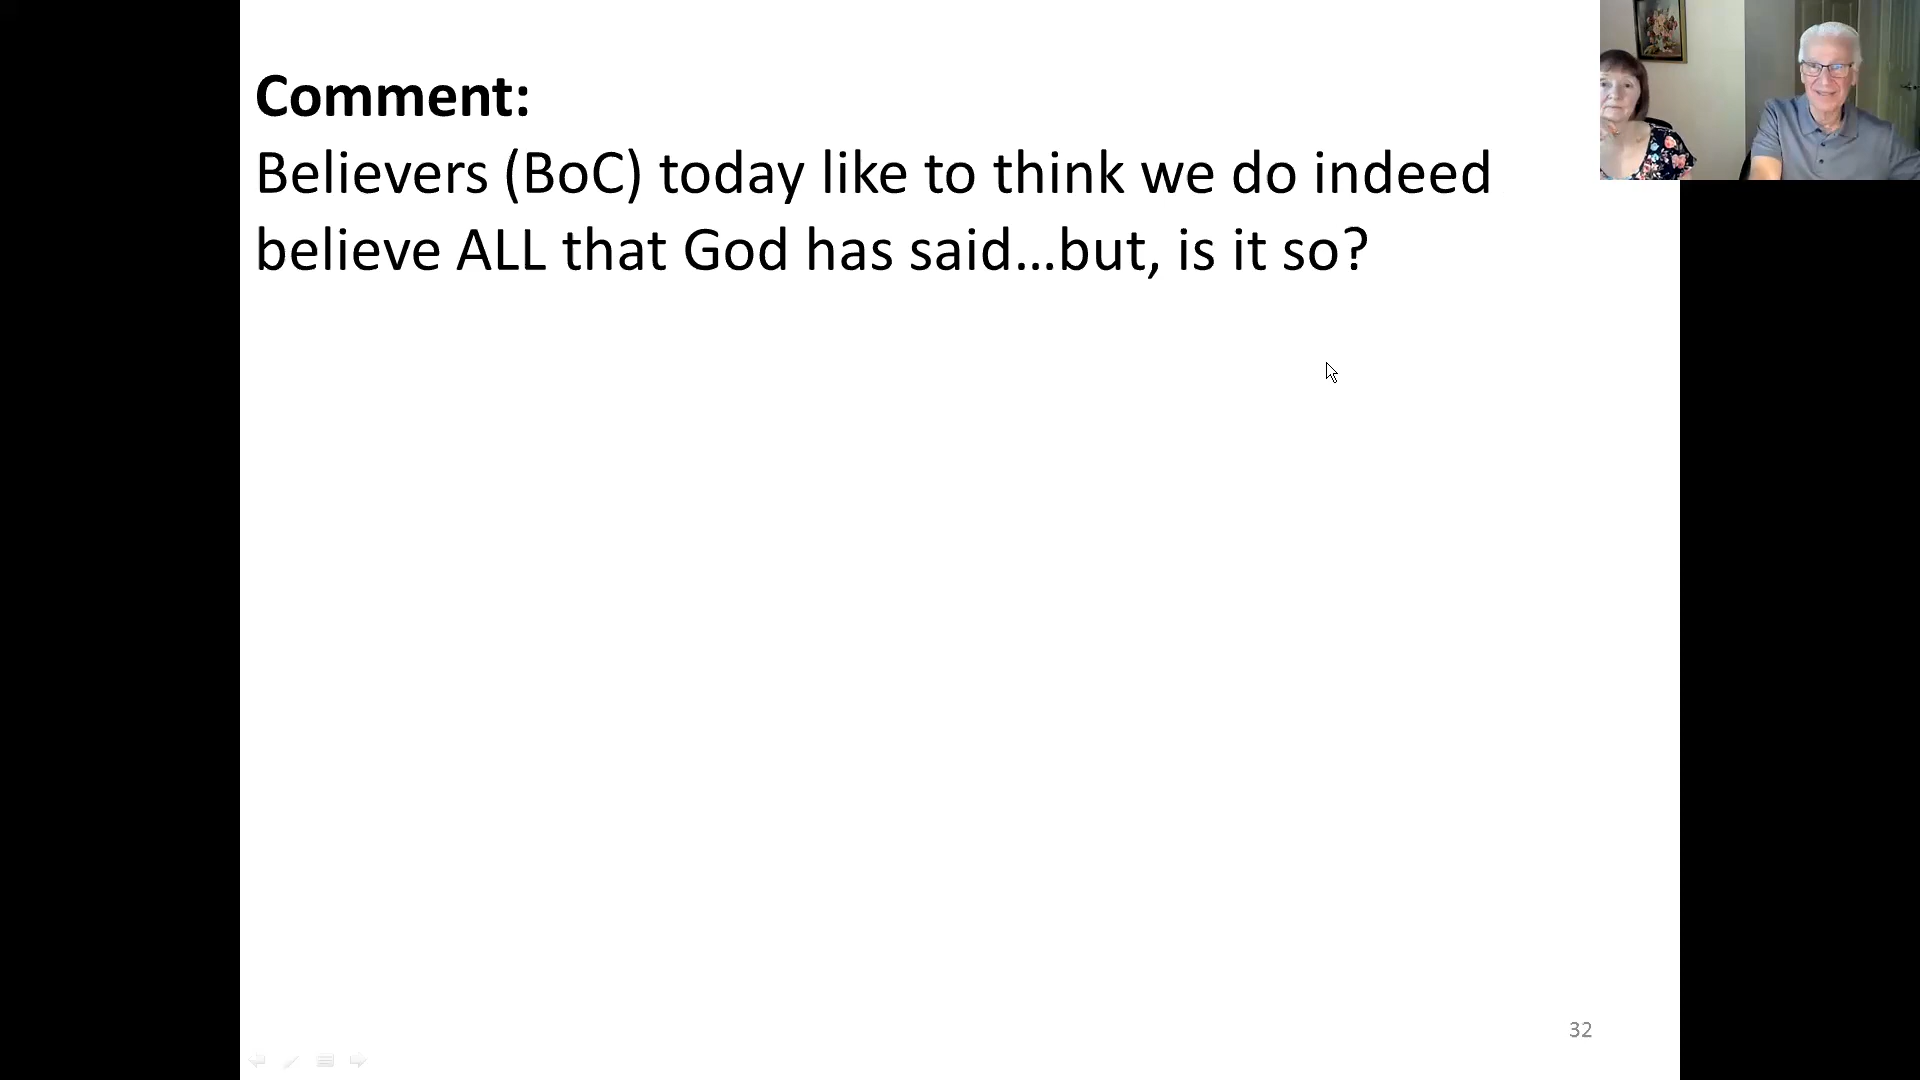 Comment:
Believers (BoC) today like to think we do indeed
believe ALL that God has said...but, is it so?
32